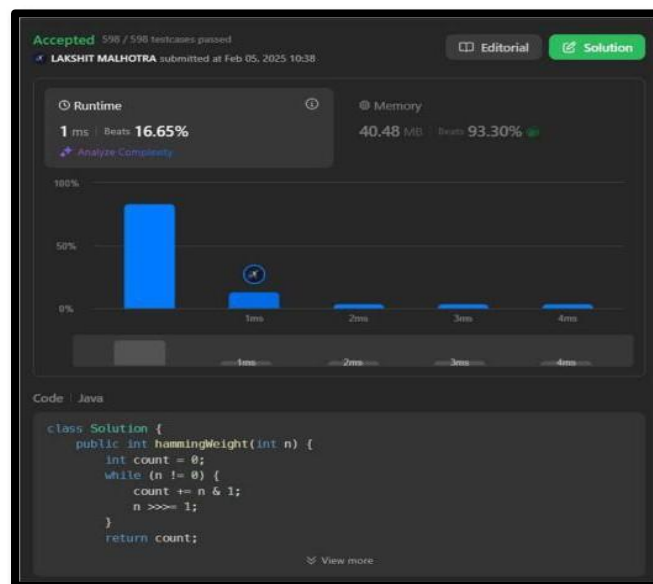 Accepted 598 / 598 testcases passed
LAKSHIT MALHOTRA submitted at Feb 05, 2025 10:38
Editorial
Solution
Runtime
1 ms Beats 16.65%
Analyze Complexity
Memory
40.48 MB Beats 93.30%
100%
50%
0%
1ms 2ms 3ms 4ms
1ms 2ms 3ms 4ms
Code Java
class Solution {
    public int hammingWeight(int n) {
        int count = 0;
        while (n != 0) {
            count += n & 1;
            n >>>= 1;
        }
        return count;
View more